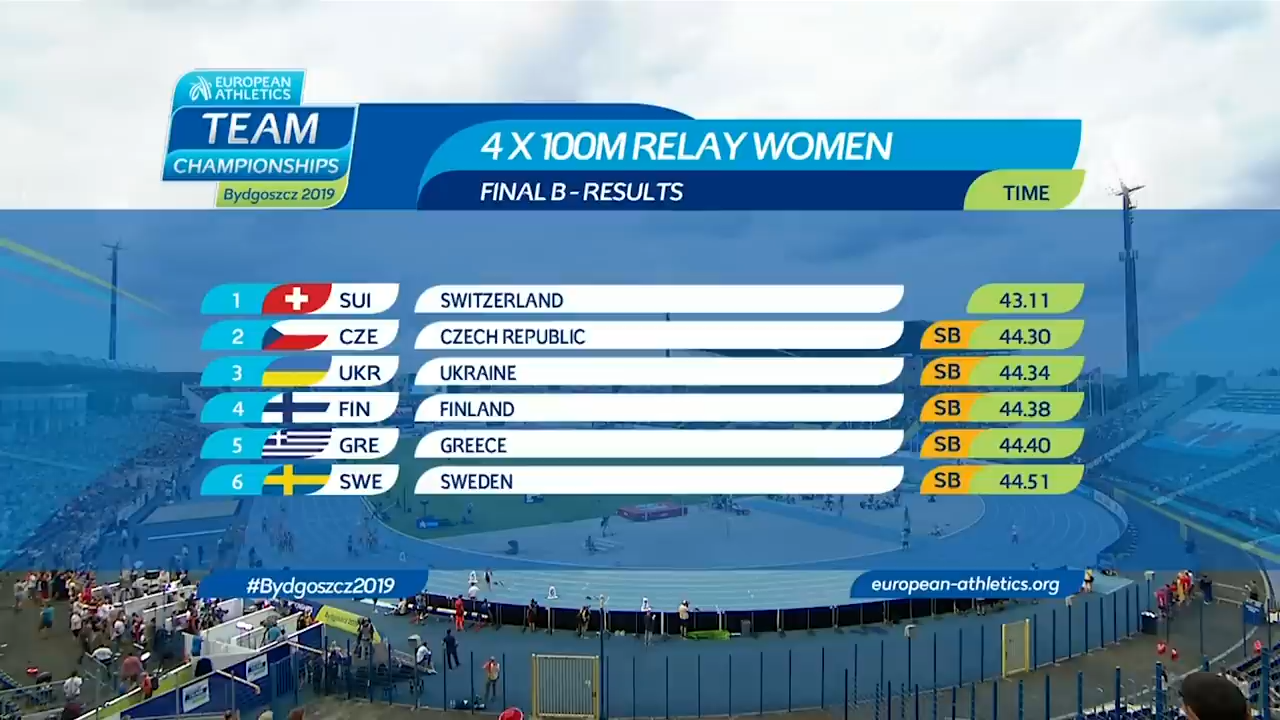 EUROPEAN
ATHLETICS
TEAM
CHAMPIONSHIPS
Bydgoszcz 2019
4 X 100M RELAY WOMEN
FINAL B - RESULTS TIME
1 SUI SWITZERLAND 43.11
2 CZE CZECH REPUBLIC SB 44.30
3 UKR UKRAINE SB 44.34
4 FIN FINLAND SB 44.38
5 GRE GREECE SB 44.40
6 SWE SWEDEN SB 44.51
#Bydgoszcz2019 european-athletics.org